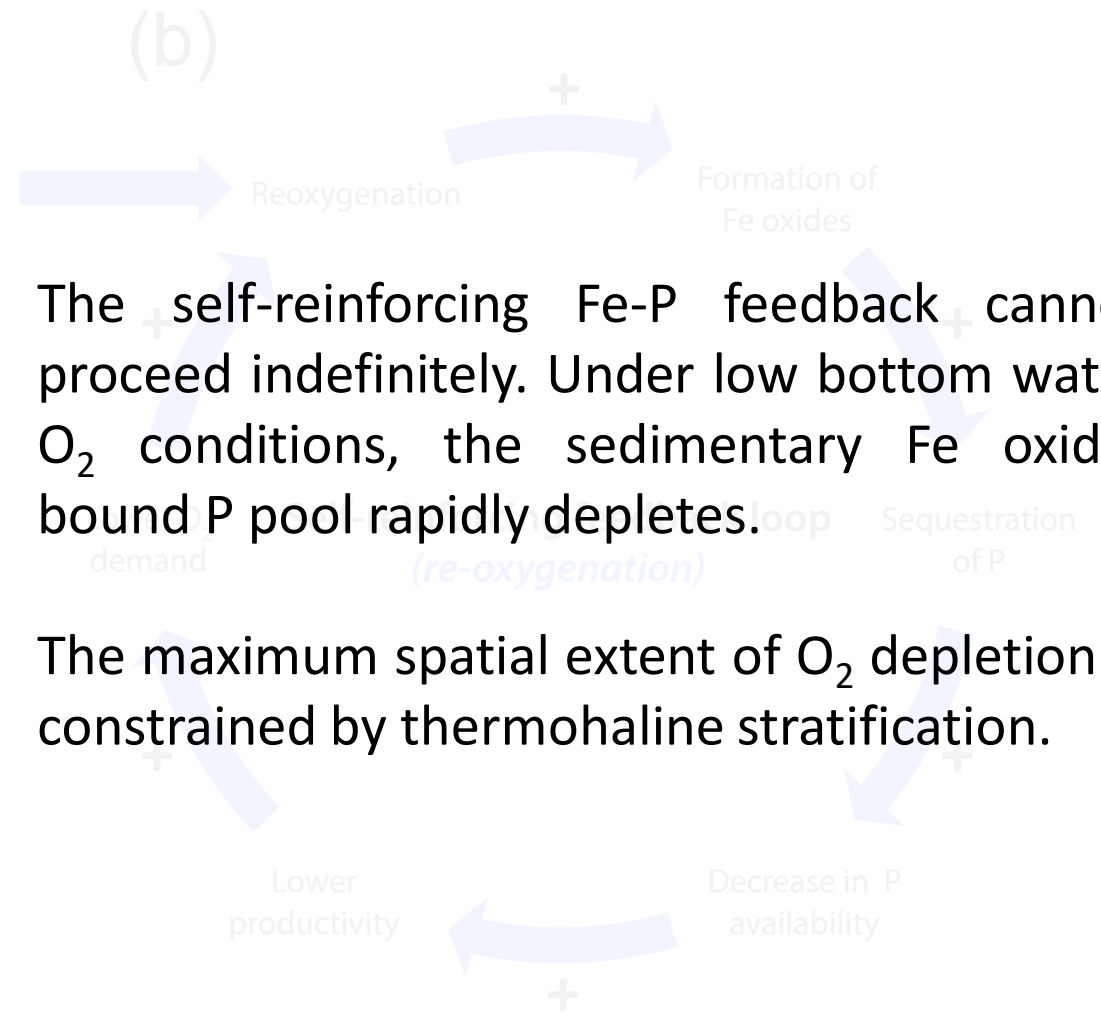 (b)
+
Reoxygenation
Formation of
Fe oxides
The self-reinforcing Fe-P feedback cann
+
+
proceed indefinitely. Under low bottom wat
O₂ conditions, the sedimentary Fe oxid
bound P pool rapidly depletes.
loop
Sequestration
of P
demand
(re-oxygenation)
The maximum spatial extent of O₂ depletion
constrained by thermohaline stratification.
+
+
Lower
productivity
Decrease in P
availability
+